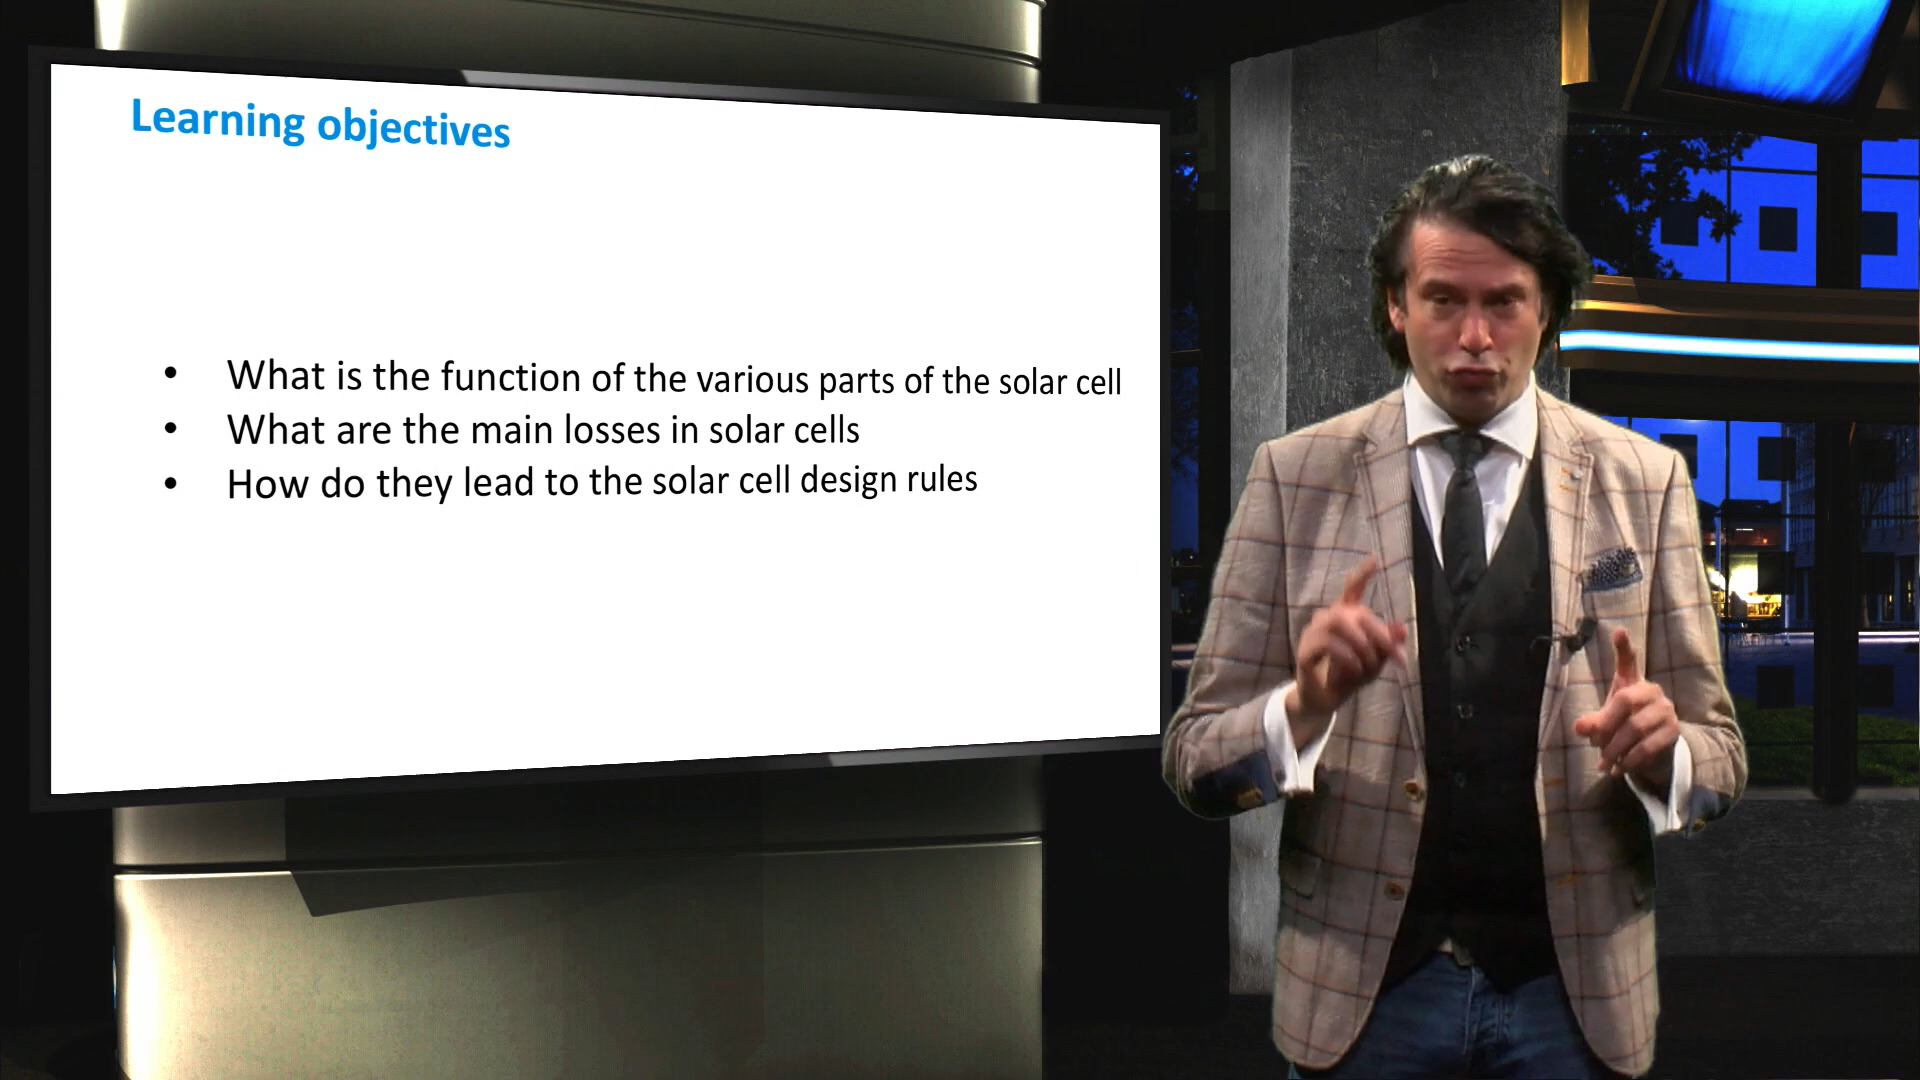 Learning objectives
• What is the function of the various parts of the solar cell
• What are the main losses in solar cells
• How do they lead to the solar cell design rules